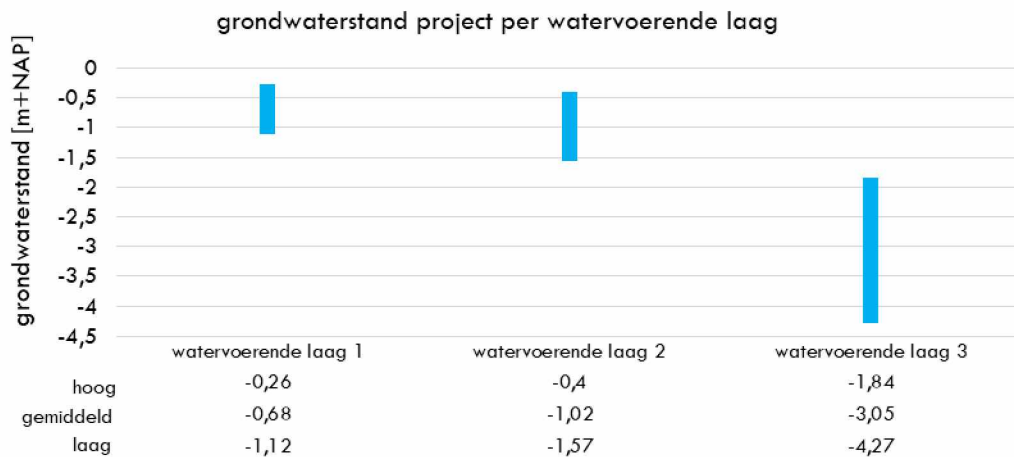 grondwaterstand project per watervoerende laag
grondwaterstand [m+NAP]
0
-0,5
-1
-1,5
-2
-2,5
-3
-3,5
-4
-4,5
watervoerende laag 1 watervoerende laag 2 watervoerende laag 3
hoog -0,26 -0,4 -1,84
gemiddeld -0,68 -1,02 -3,05
laag -1,12 -1,57 -4,27